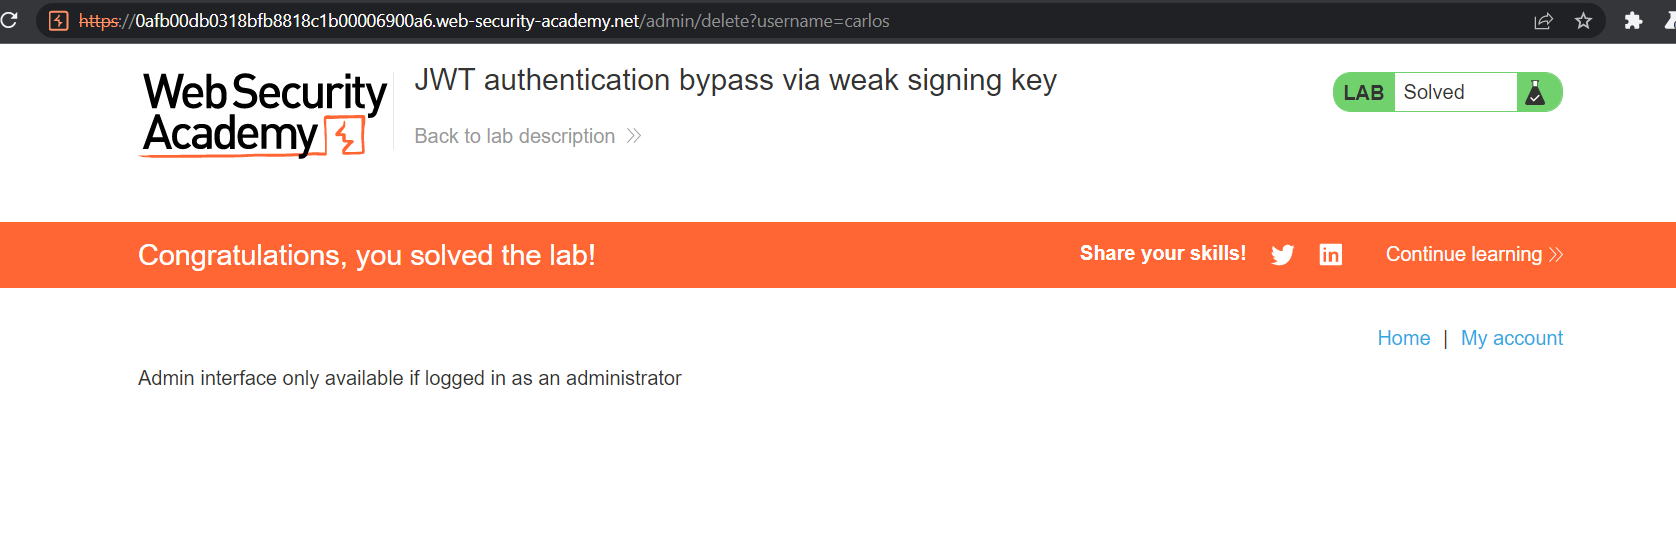 https://0afb00db0318bfb8818c1b00006900a6.web-security-academy.net/admin/delete?username=carlos
Web Security
Academy
JWT authentication bypass via weak signing key
Back to lab description
LAB Solved
Congratulations, you solved the lab!
Share your skills!
Continue learning
Home | My account
Admin interface only available if logged in as an administrator